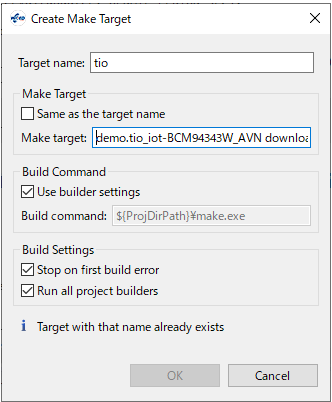 Create Make Target
Target name: tio
Make Target
Same as the target name
Make target: demo.tio_iot-BCM94343W_AVN downloa
Build Command
Use builder settings
Build command: ${ProjDirPath}¥make.exe
Build Settings
Stop on first build error
Run all project builders
Target with that name already exists
OK Cancel